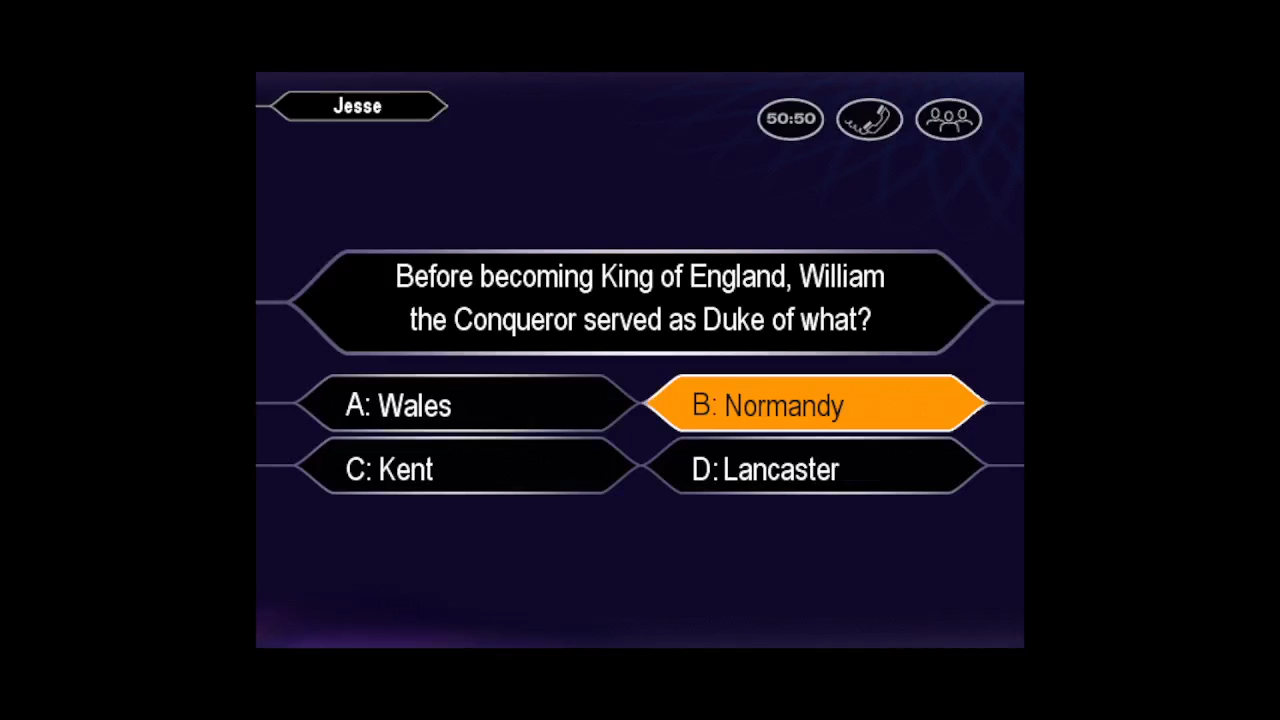 Jesse
50:50
Before becoming King of England, William
the Conqueror served as Duke of what?
A: Wales
B: Normandy
C: Kent
D: Lancaster